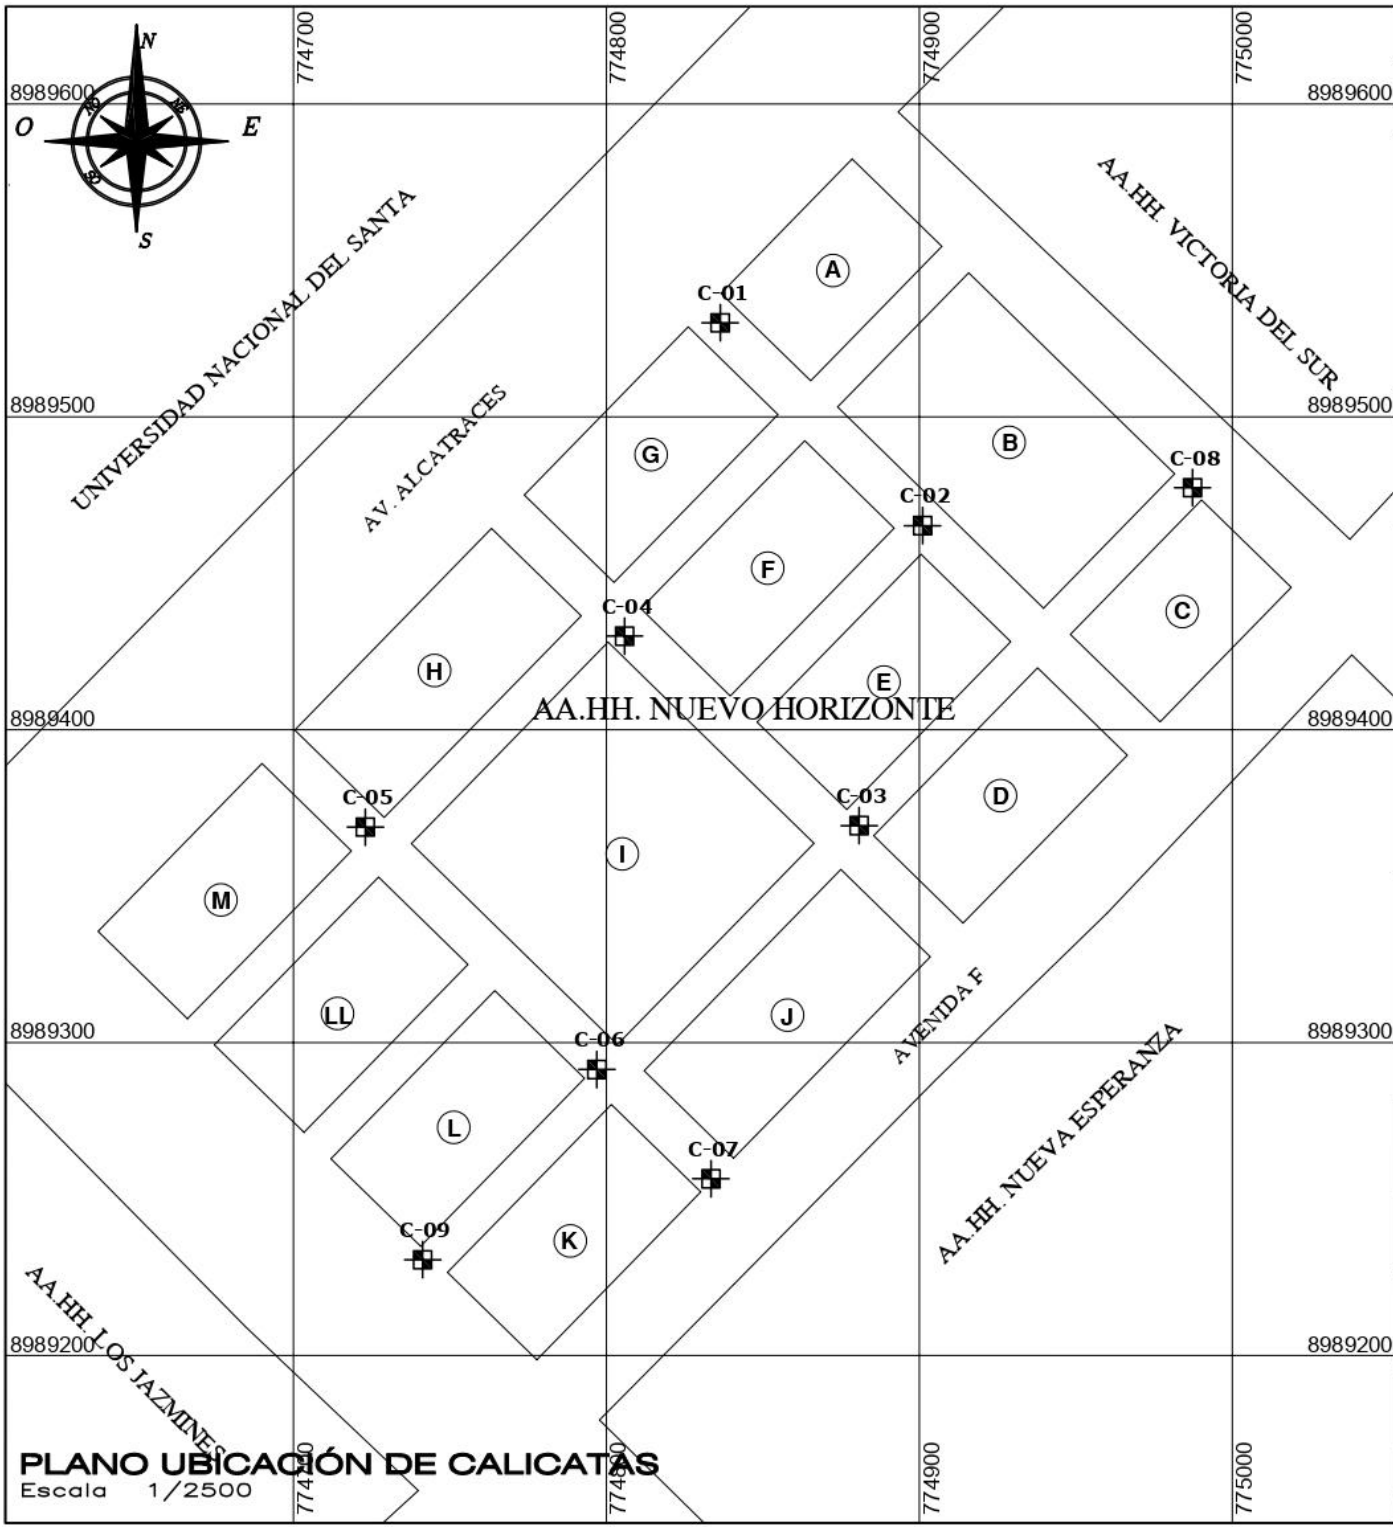 774700
774800
774900
775000
N
NO
NE
O
E
SO
S
8989600
8989600
AA.HH. VICTORIA DEL SUR
UNIVERSIDAD NACIONAL DEL SANTA
A
C-01
AV. ALCATRACES
8989500
8989500
B
G
C-08
C-02
F
C-04
C
H
E
AA.HH. NUEVO HORIZONTE
8989400
8989400
C-05
C-03
D
I
M
LL
J
AVENIDA F
8989300
8989300
C-06
AA.HH. NUEVA ESPERANZA
L
C-07
C-09
K
AA.HH. LOS JAZMINES
8989200
8989200
PLANO UBICACIÓN DE CALICATAS
Escala 1/2500
774700
774800
774900
775000